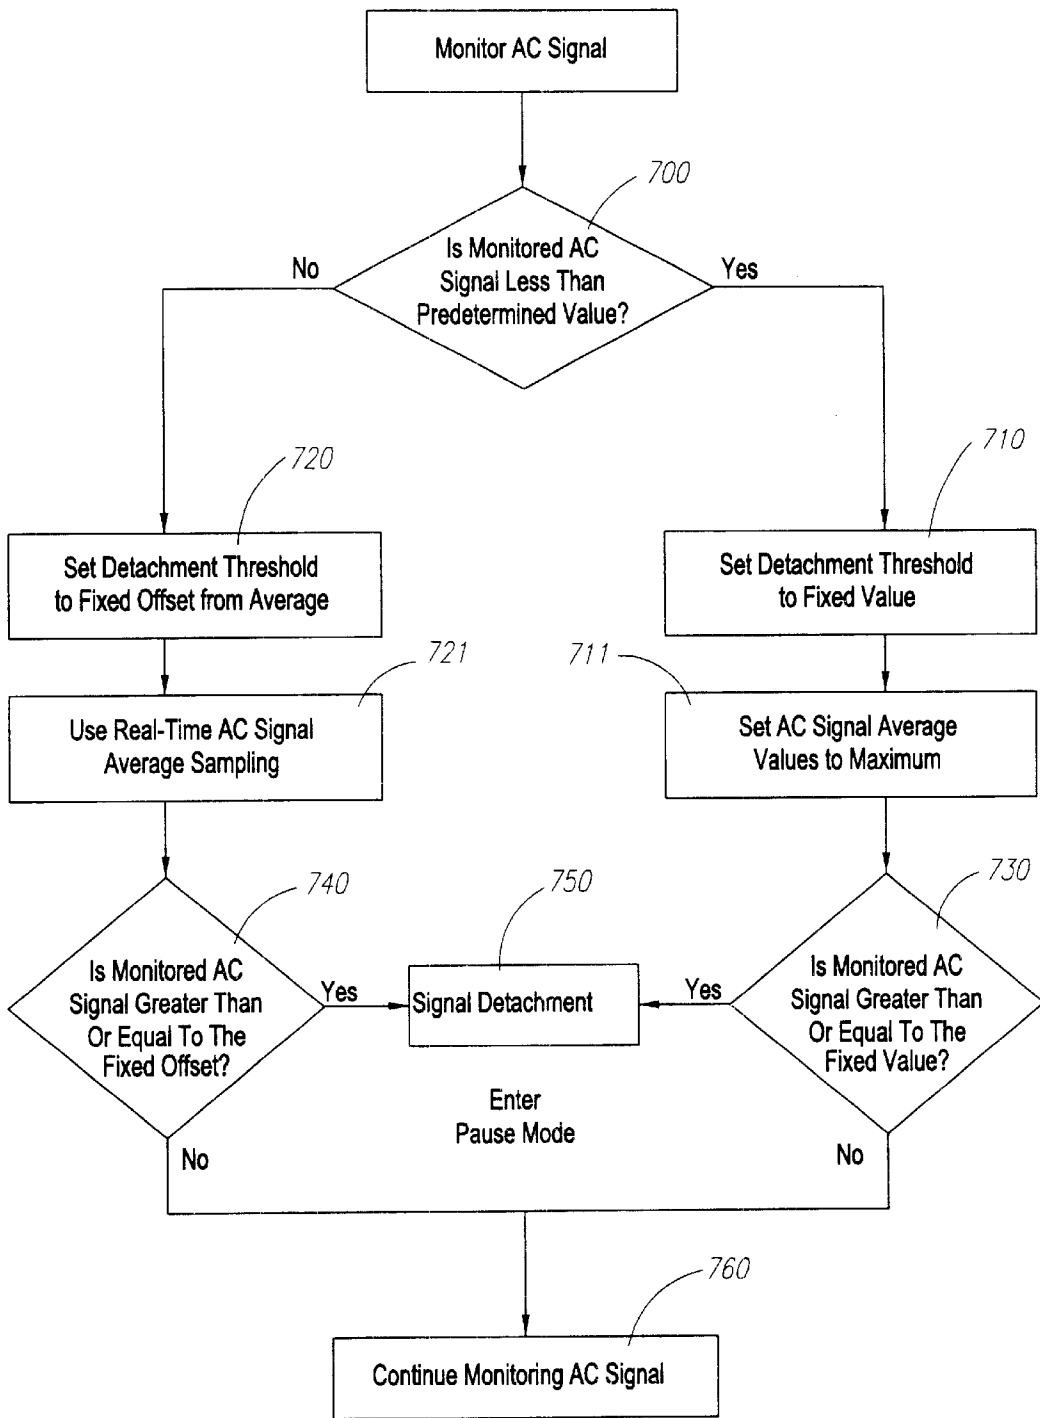 Monitor AC Signal
700
Is Monitored AC
Signal Less Than
Predetermined Value?
No
Yes
720
710
Set Detachment Threshold
to Fixed Offset from Average
Set Detachment Threshold
to Fixed Value
721
711
Use Real-Time AC Signal
Average Sampling
Set AC Signal Average
Values to Maximum
740
750
730
Is Monitored AC
Signal Greater Than
Or Equal To The
Fixed Offset?
Yes
Signal Detachment
Yes
Is Monitored AC
Signal Greater Than
Or Equal To The
Fixed Value?
Enter
Pause Mode
No
No
760
Continue Monitoring AC Signal